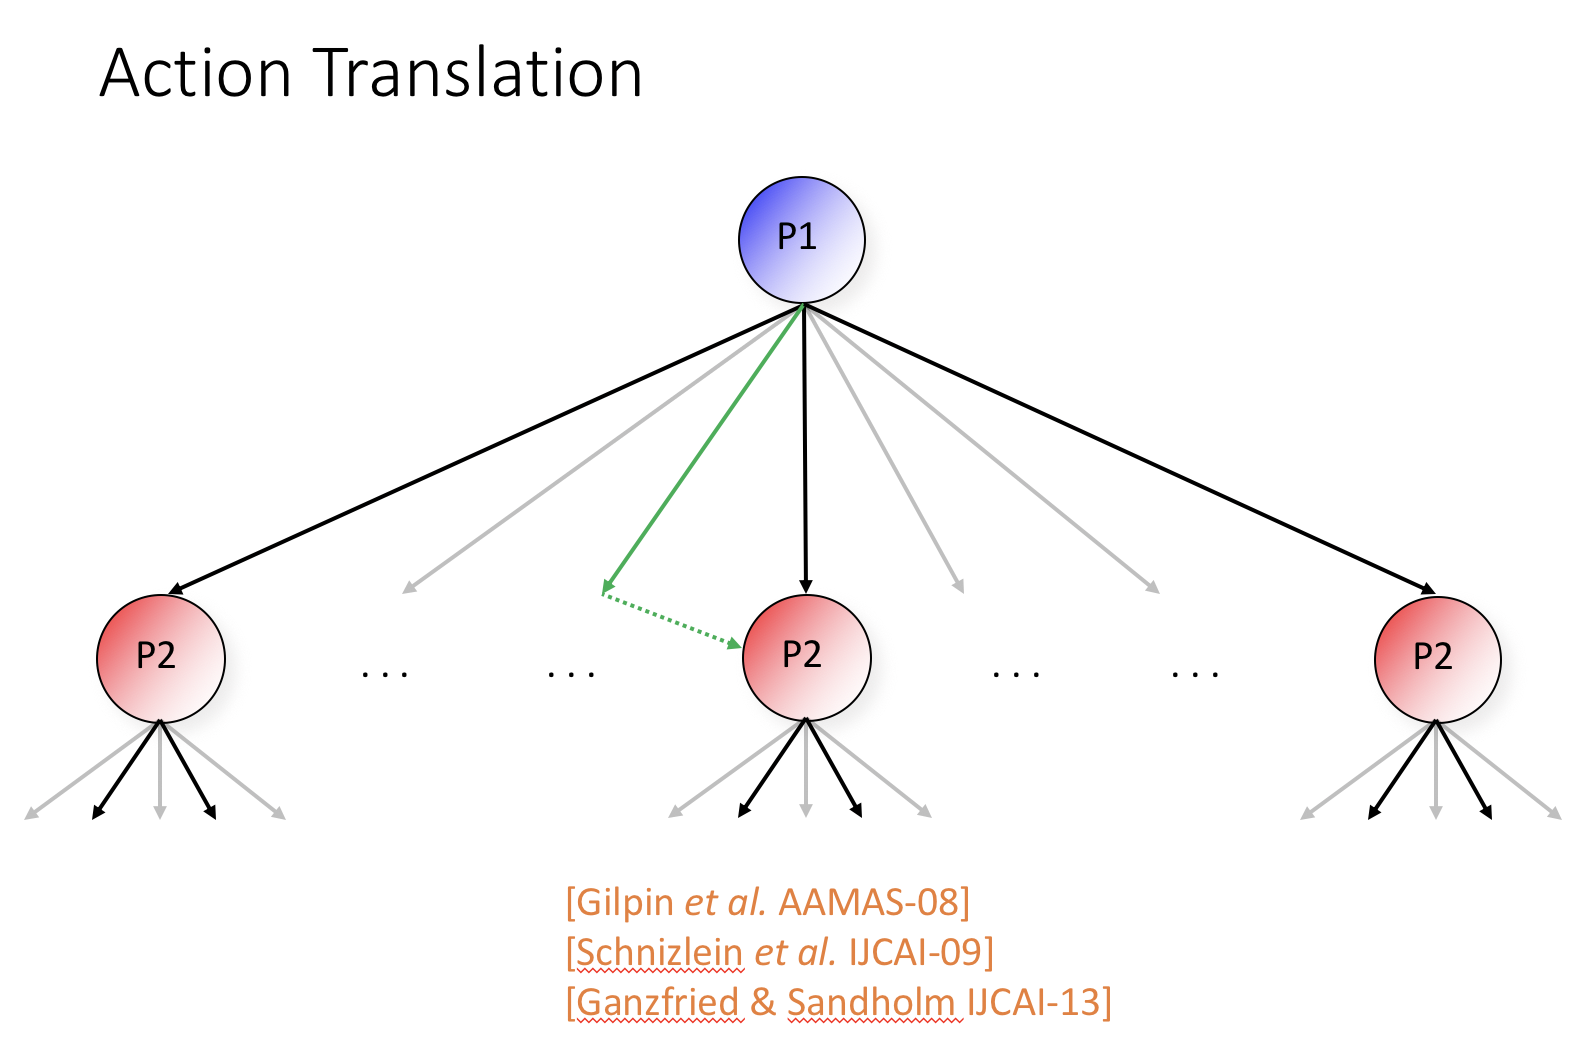 Action Translation
P1
P2
. . .
. . .
P2
. . .
. . .
P2
[Gilpin et al. AAMAS-08]
[Schnizlein et al. IJCAI-09]
[Ganzfried & Sandholm IJCAI-13]